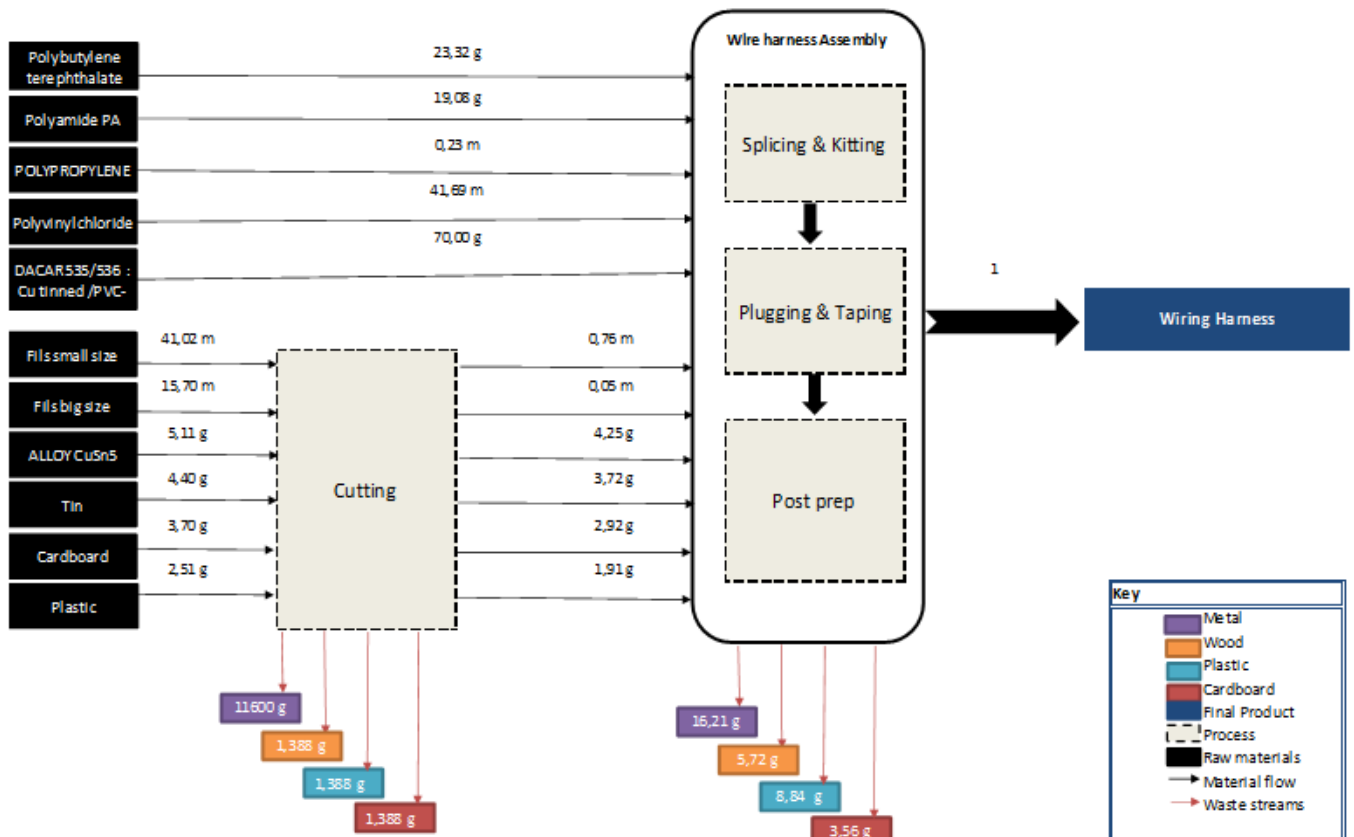 Wire harness Assembly
Polybutylene
terephthalate
23,32 g
Polyamide PA
19,08 g
POLYPROPYLENE
0,23 m
Polyvinylchloride
41,69 m
DACAR535/536 :
Cu tinned /PVC-
70,00 g
Splicing & Kitting
Plugging & Taping
Post prep
1
Wiring Harness
Fils small size
41,02 m
0,76 m
Fils big size
15,70 m
0,05 m
ALLOY CuSn5
5,11 g
4,25 g
Tin
4,40 g
3,72 g
Cardboard
3,70 g
2,92 g
Plastic
2,51 g
1,91 g
Cutting
11600 g
1,388 g
1,388 g
1,388 g
16,21 g
5,72 g
8,84 g
3,56 g
Key
Metal
Wood
Plastic
Cardboard
Final Product
Process
Raw materials
Material flow
Waste streams